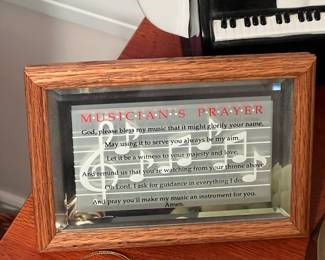 MUSICIAN'S PRAYER
God, please bless my music that it might glorify your name,
May using it to serve you always be my aim.
Let it be a witness to your majesty and love,
And remind us that you're watching from your throne above.
Oh Lord, I ask for guidance in everything I do.
And pray you'll make my music an instrument for you.
Amen.